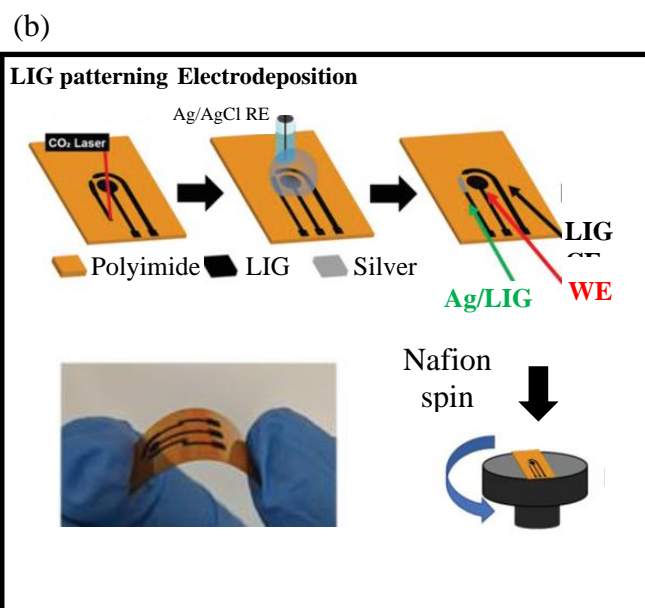 (b)
LIG patterning Electrodeposition
Ag/AgCl RE
CO₂ Laser
Polyimide LIG Silver
LIG
Ag/LIG
WE
Nafion
spin